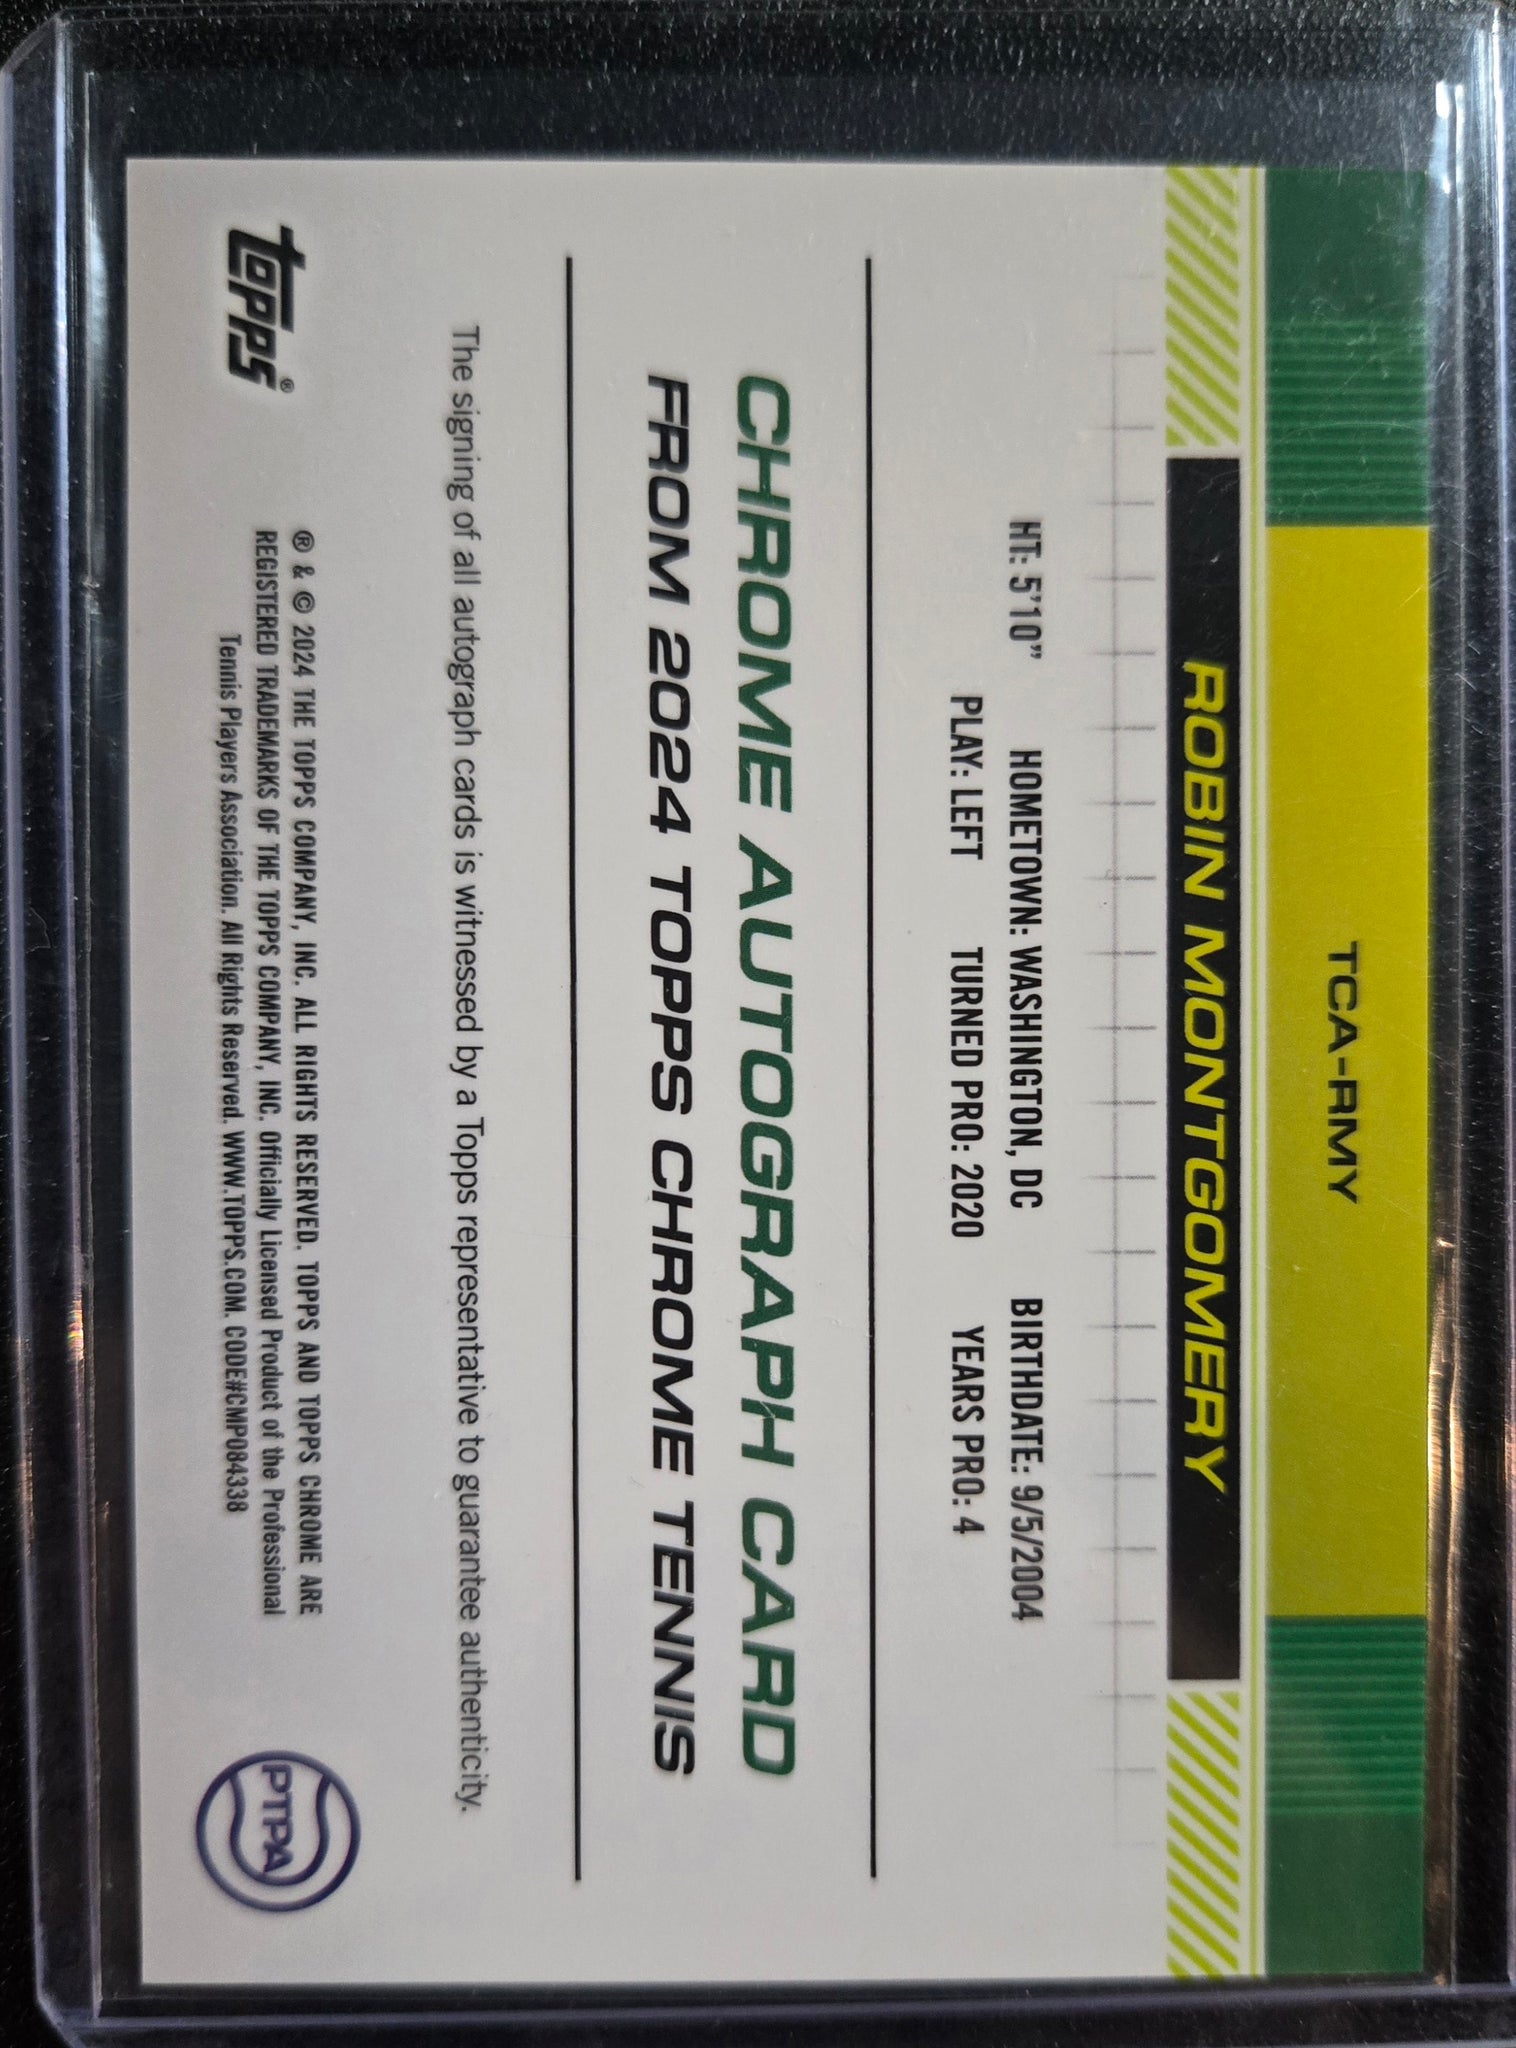 TCA-RMY
ROBIN MONTGOMERY
HT: 5'10" HOMETOWN: WASHINGTON, DC BIRTHDATE: 9/5/2004
PLAY: LEFT TURNED PRO: 2020 YEARS PRO: 4
CHROME AUTOGRAPH CARD
FROM 2024 TOPPS CHROME TENNIS
The signing of all autograph cards is witnessed by a Topps representative to guarantee authenticity.
topps®
® & © 2024 THE TOPPS COMPANY, INC. ALL RIGHTS RESERVED. TOPPS AND TOPPS CHROME ARE
REGISTERED TRADEMARKS OF THE TOPPS COMPANY, INC. Officially Licensed Product of the Professional
Tennis Players Association. All Rights Reserved. WWW.TOPPS.COM. CODE#CMP084338
PTPA